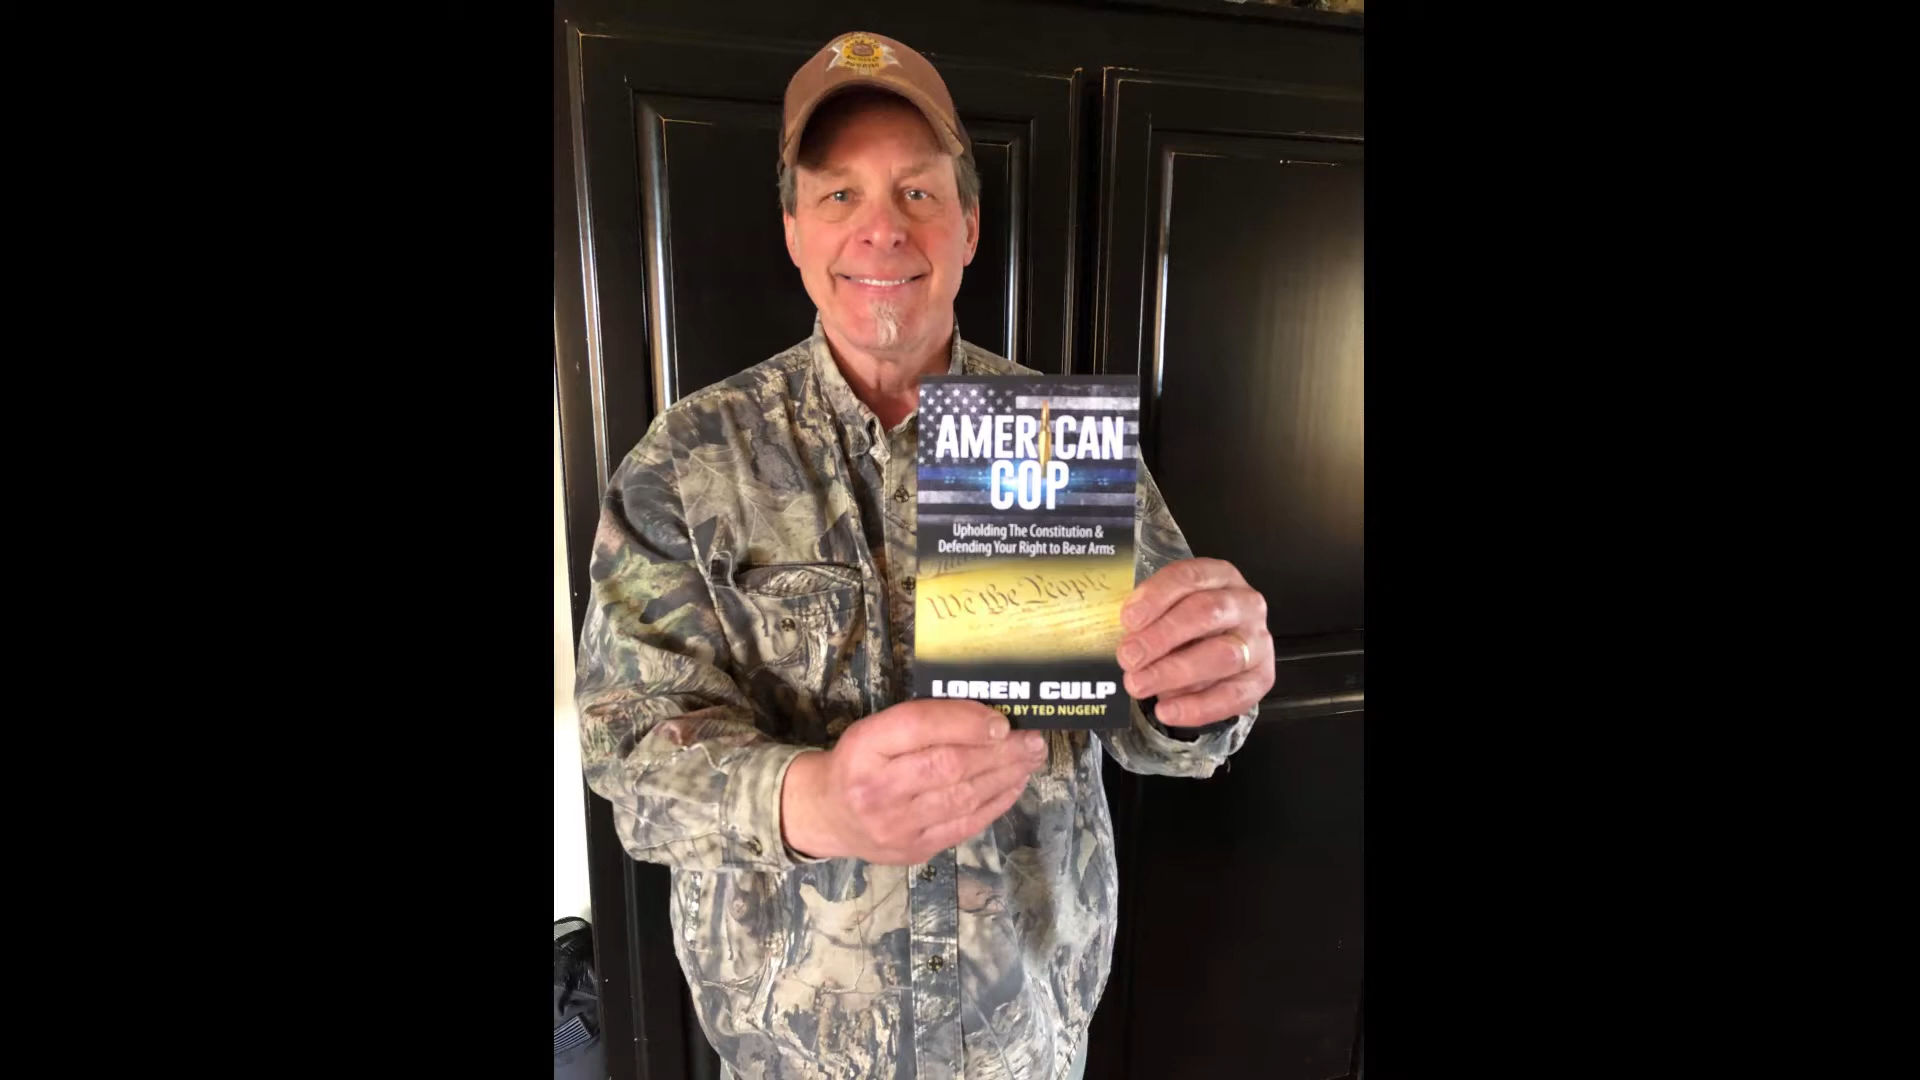 AMERICAN
COP
Upholding The Constitution &
Defending Your Right to Bear Arms
We the People
LOREN CULP
BY TED NUGENT